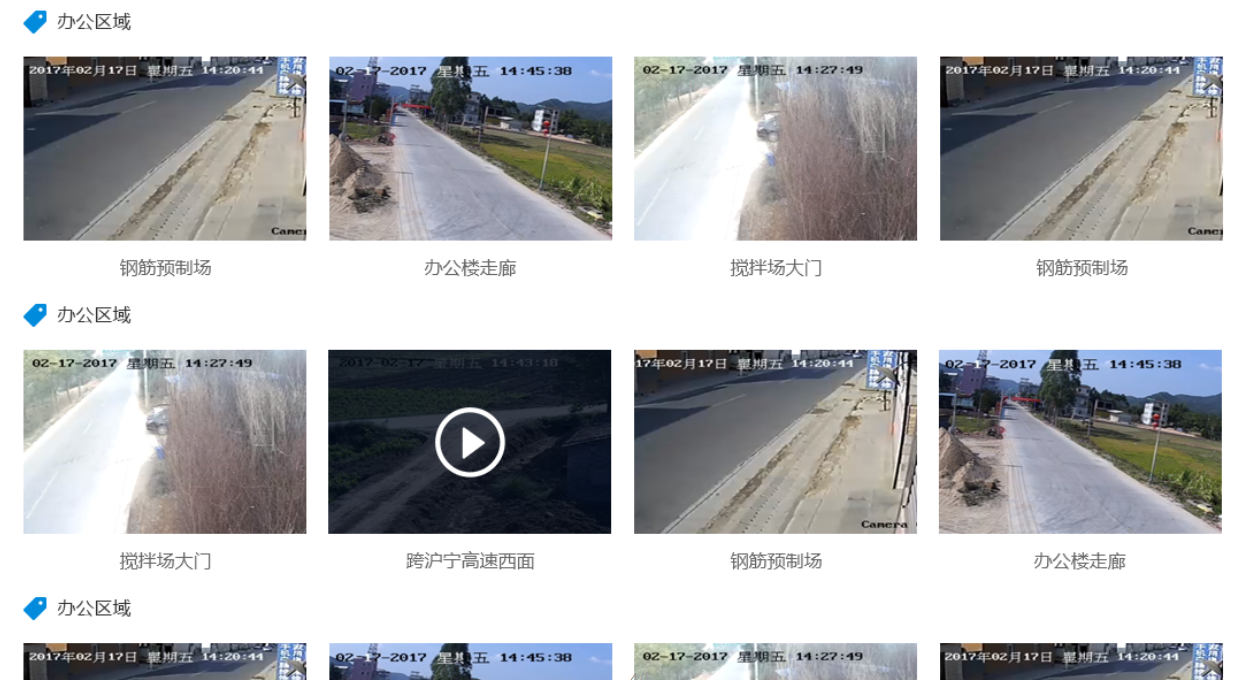 办公区域
2017年02月17日 星期五 14:20:44
02-17-2017 星期五 14:45:38
02-17-2017 星期五 14:27:49
2017年02月17日 星期五 14:20:44
钢筋预制场
办公楼走廊
搅拌场大门
钢筋预制场
办公区域
02-17-2017 星期五 14:27:49
2017-02-17 星期五 14:43:18
17年02月17日 星期五 14:20:44
02-17-2017 星期五 14:45:38
Camera
搅拌场大门
跨沪宁高速西面
钢筋预制场
办公楼走廊
办公区域
2017年02月17日 星期五 14:20:44
02-17-2017 星期五 14:45:38
02-17-2017 星期五 14:27:49
2017年02月17日 星期五 14:20:44